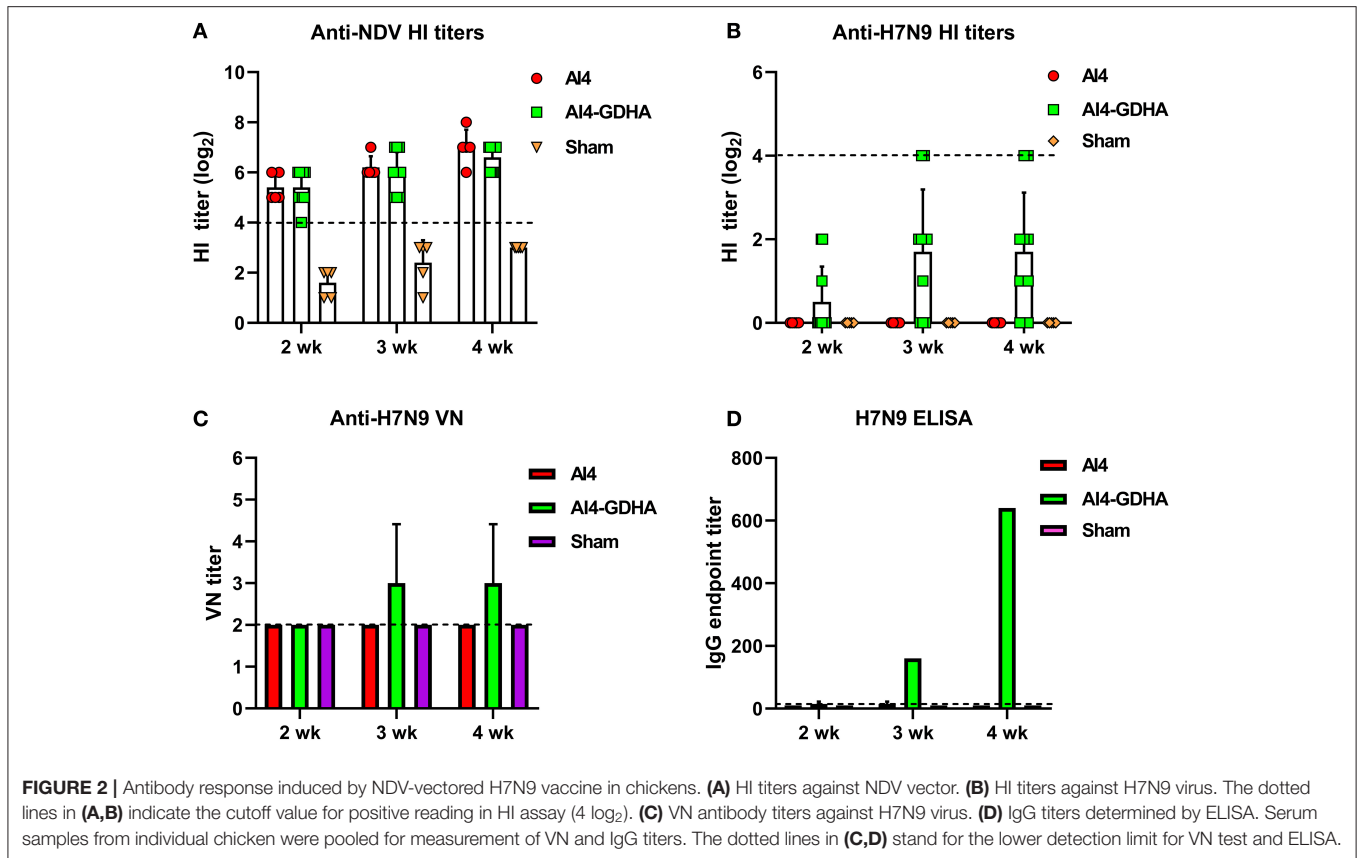 A
Anti-NDV HI titers
HI titer (log2)
10
8
6
4
2
0
2 wk
3 wk
4 wk
AI4
AI4-GDHA
Sham
B
Anti-H7N9 HI titers
HI titer (log2)
6
4
2
0
2 wk
3 wk
4 wk
AI4
AI4-GDHA
Sham
C
Anti-H7N9 VN
VN titer
6
5
4
3
2
1
0
2 wk
3 wk
4 wk
AI4
AI4-GDHA
Sham
D
H7N9 ELISA
IgG endpoint titer
800
600
400
200
0
2 wk
3 wk
4 wk
AI4
AI4-GDHA
Sham
FIGURE 2 | Antibody response induced by NDV-vectored H7N9 vaccine in chickens. (A) HI titers against NDV vector. (B) HI titers against H7N9 virus. The dotted
lines in (A,B) indicate the cutoff value for positive reading in HI assay (4 log2). (C) VN antibody titers against H7N9 virus. (D) IgG titers determined by ELISA. Serum
samples from individual chicken were pooled for measurement of VN and IgG titers. The dotted lines in (C,D) stand for the lower detection limit for VN test and ELISA.